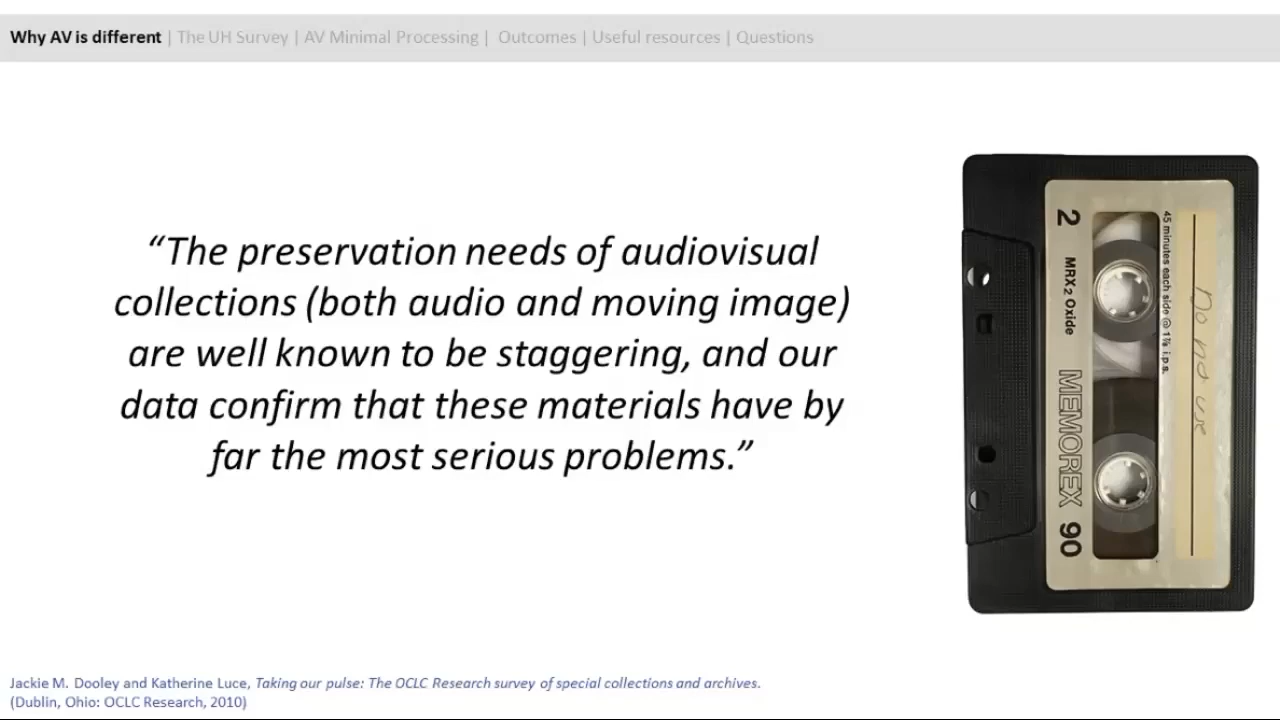 Why AV is different | The UH Survey | AV Minimal Processing | Outcomes | Useful resources | Questions
“The preservation needs of audiovisual
collections (both audio and moving image)
are well known to be staggering, and our
data confirm that these materials have by
far the most serious problems.”
2 MRX2 Oxide MEMOREX 90
45 minutes each side @ 1⅞ i.p.s.
Do not use
Jackie M. Dooley and Katherine Luce, Taking our pulse: The OCLC Research survey of special collections and archives.
(Dublin, Ohio: OCLC Research, 2010)